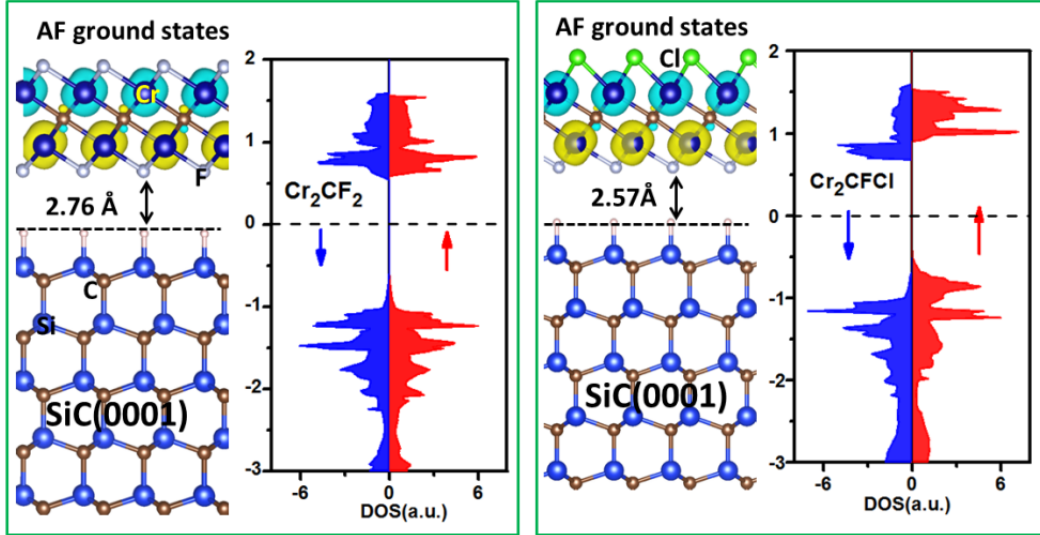 AF ground states
Cr
F
2.76 Å
C
Si
SiC(0001)
2
1
0
-1
-2
-3
Cr₂CF₂
-6 0 6
DOS(a.u.)
AF ground states
Cl
2.57Å
SiC(0001)
2
1
0
-1
-2
-3
Cr₂CFCl
-6 0 6
DOS(a.u.)